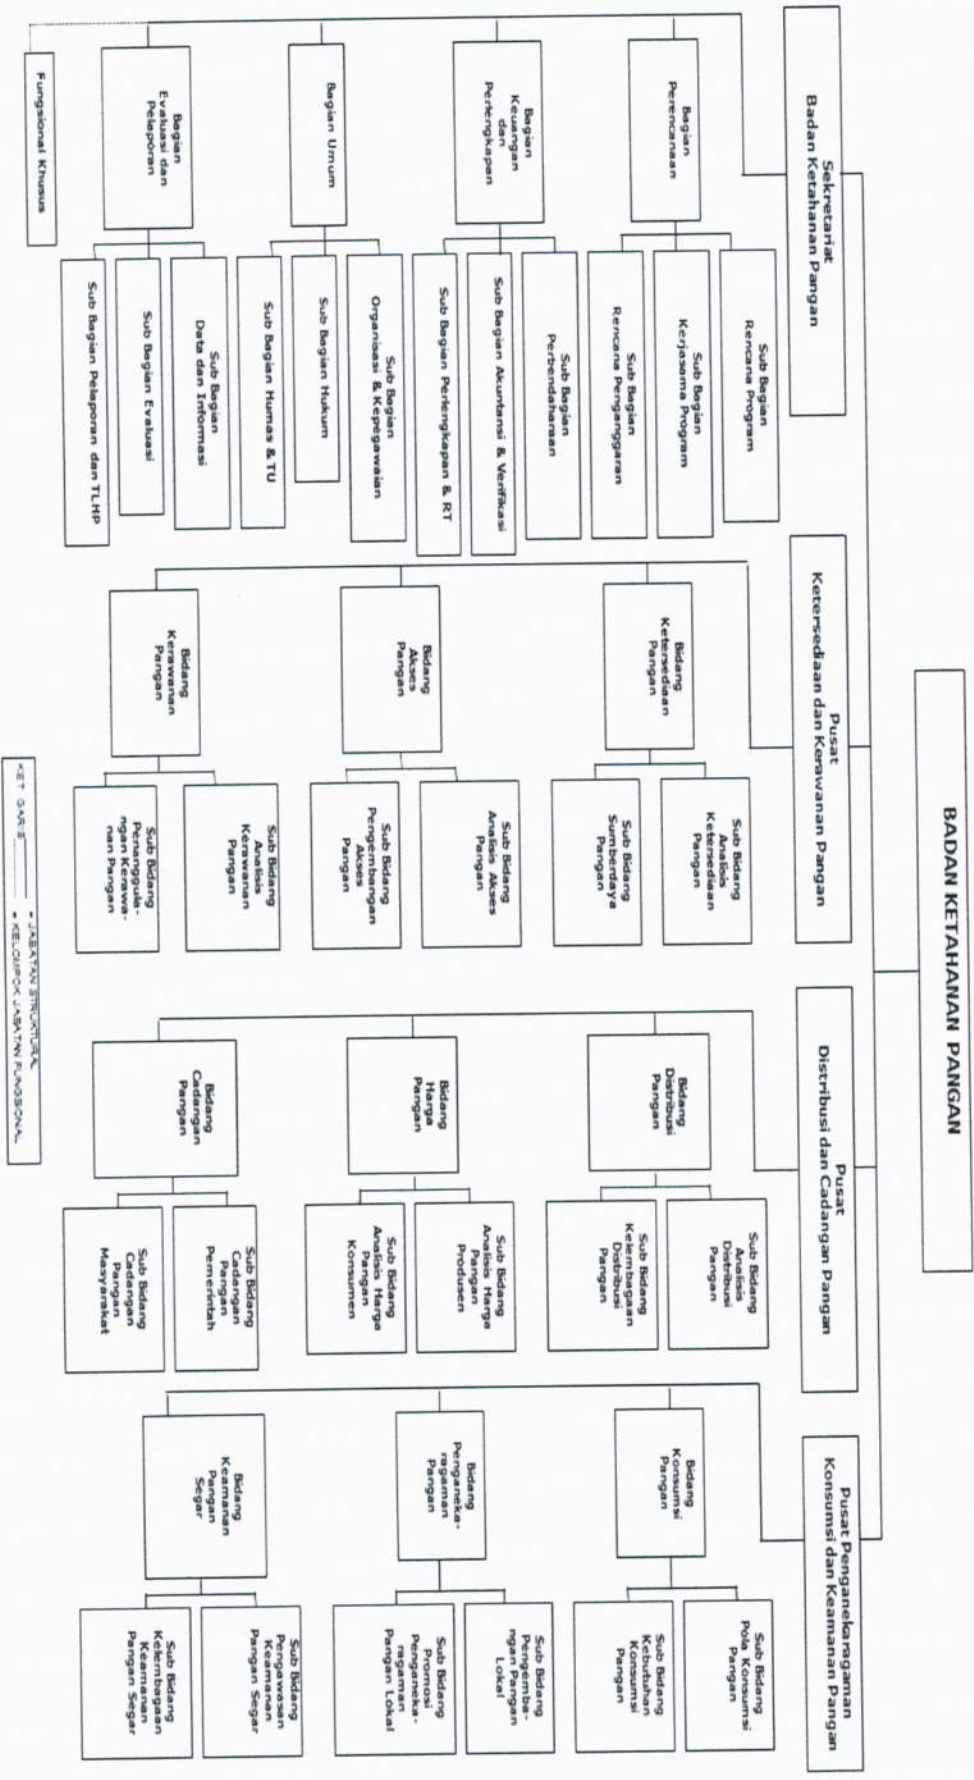 BADAN KETAHANAN PANGAN
Sekretariat
Badan Ketahanan Pangan
Bagian
Perencanaan
Sub Bagian
Rencana Program
Sub Bagian
Kerjasama Program
Sub Bagian
Rencana Penganggaran
Bagian
Keuangan
dan
Perlengkapan
Sub Bagian
Perbendaharaan
Sub Bagian Akuntansi & Verifikasi
Sub Bagian Perlengkapan & RT
Bagian Umum
Sub Bagian
Organisasi & Kepegawaian
Sub Bagian Hukum
Sub Bagian Humas & TU
Bagian
Evaluasi dan
Pelaporan
Sub Bagian
Data dan Informasi
Sub Bagian Evaluasi
Sub Bagian Pelaporan dan TLHP
Fungsional Khusus
Pusat
Ketersediaan dan Kerawanan Pangan
Bidang
Ketersediaan
Pangan
Sub Bidang
Analisis
Ketersediaan
Pangan
Sub Bidang
Sumberdaya
Pangan
Bidang
Akses
Pangan
Sub Bidang
Analisis Akses
Pangan
Sub Bidang
Pengembangan
Akses
Pangan
Bidang
Kerawanan
Pangan
Sub Bidang
Analisis
Kerawanan
Pangan
Sub Bidang
Penanggula-
ngan Kerawa-
nan Pangan
Pusat
Distribusi dan Cadangan Pangan
Bidang
Distribusi
Pangan
Sub Bidang
Analisis
Distribusi
Pangan
Sub Bidang
Kelembagaan
Distribusi
Pangan
Bidang
Harga
Pangan
Sub Bidang
Analisis Harga
Pangan
Produsen
Sub Bidang
Analisis Harga
Pangan
Konsumen
Bidang
Cadangan
Pangan
Sub Bidang
Cadangan
Pangan
Pemerintah
Sub Bidang
Cadangan
Pangan
Masyarakat
Pusat Penganekaragaman
Konsumsi dan Keamanan Pangan
Bidang
Konsumsi
Pangan
Sub Bidang
Pola Konsumsi
Pangan
Sub Bidang
Kebutuhan
Konsumsi
Pangan
Bidang
Penganeka-
ragaman
Pangan
Sub Bidang
Pengemba-
ngan Pangan
Lokal
Sub Bidang
Promosi
Penganeka-
ragaman
Pangan Lokal
Bidang
Keamanan
Pangan
Segar
Sub Bidang
Pengawasan
Keamanan
Pangan Segar
Sub Bidang
Kelembagaan
Keamanan
Pangan Segar
KET GARIS = JABATAN STRUKTURAL
= KELOMPOK JABATAN FUNGSIONAL